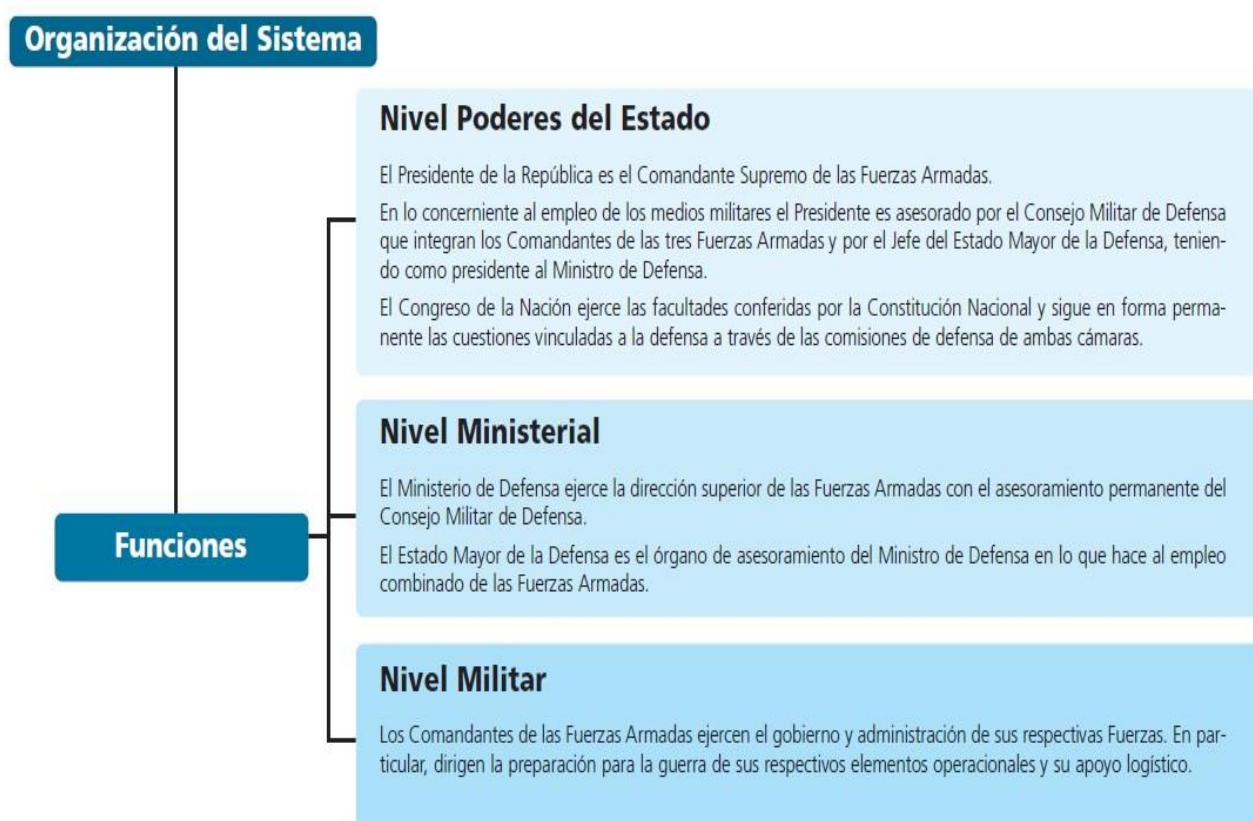 Organización del Sistema
Nivel Poderes del Estado
El Presidente de la República es el Comandante Supremo de las Fuerzas Armadas.
En lo concerniente al empleo de los medios militares el Presidente es asesorado por el Consejo Militar de Defensa
que integran los Comandantes de las tres Fuerzas Armadas y por el Jefe del Estado Mayor de la Defensa, tenien-
do como presidente al Ministro de Defensa.
El Congreso de la Nación ejerce las facultades conferidas por la Constitución Nacional y sigue en forma perma-
nente las cuestiones vinculadas a la defensa a través de las comisiones de defensa de ambas cámaras.
Funciones
Nivel Ministerial
El Ministerio de Defensa ejerce la dirección superior de las Fuerzas Armadas con el asesoramiento permanente del
Consejo Militar de Defensa.
El Estado Mayor de la Defensa es el órgano de asesoramiento del Ministro de Defensa en lo que hace al empleo
combinado de las Fuerzas Armadas.
Nivel Militar
Los Comandantes de las Fuerzas Armadas ejercen el gobierno y administración de sus respectivas Fuerzas. En par-
ticular, dirigen la preparación para la guerra de sus respectivos elementos operacionales y su apoyo logístico.